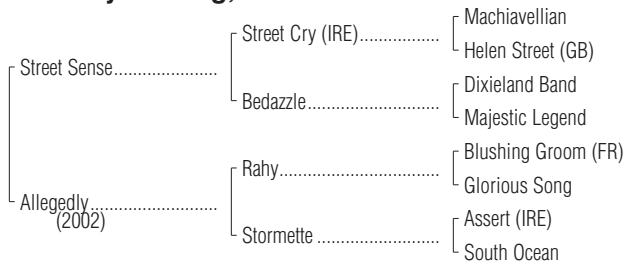 Street Sense....................
Allegedly........................
(2002)
Street Cry (IRE)................
Bedazzle..........................
Rahy................................
Stormette ........................
Machiavellian
Helen Street (GB)
Dixieland Band
Majestic Legend
Blushing Groom (FR)
Glorious Song
Assert (IRE)
South Ocean